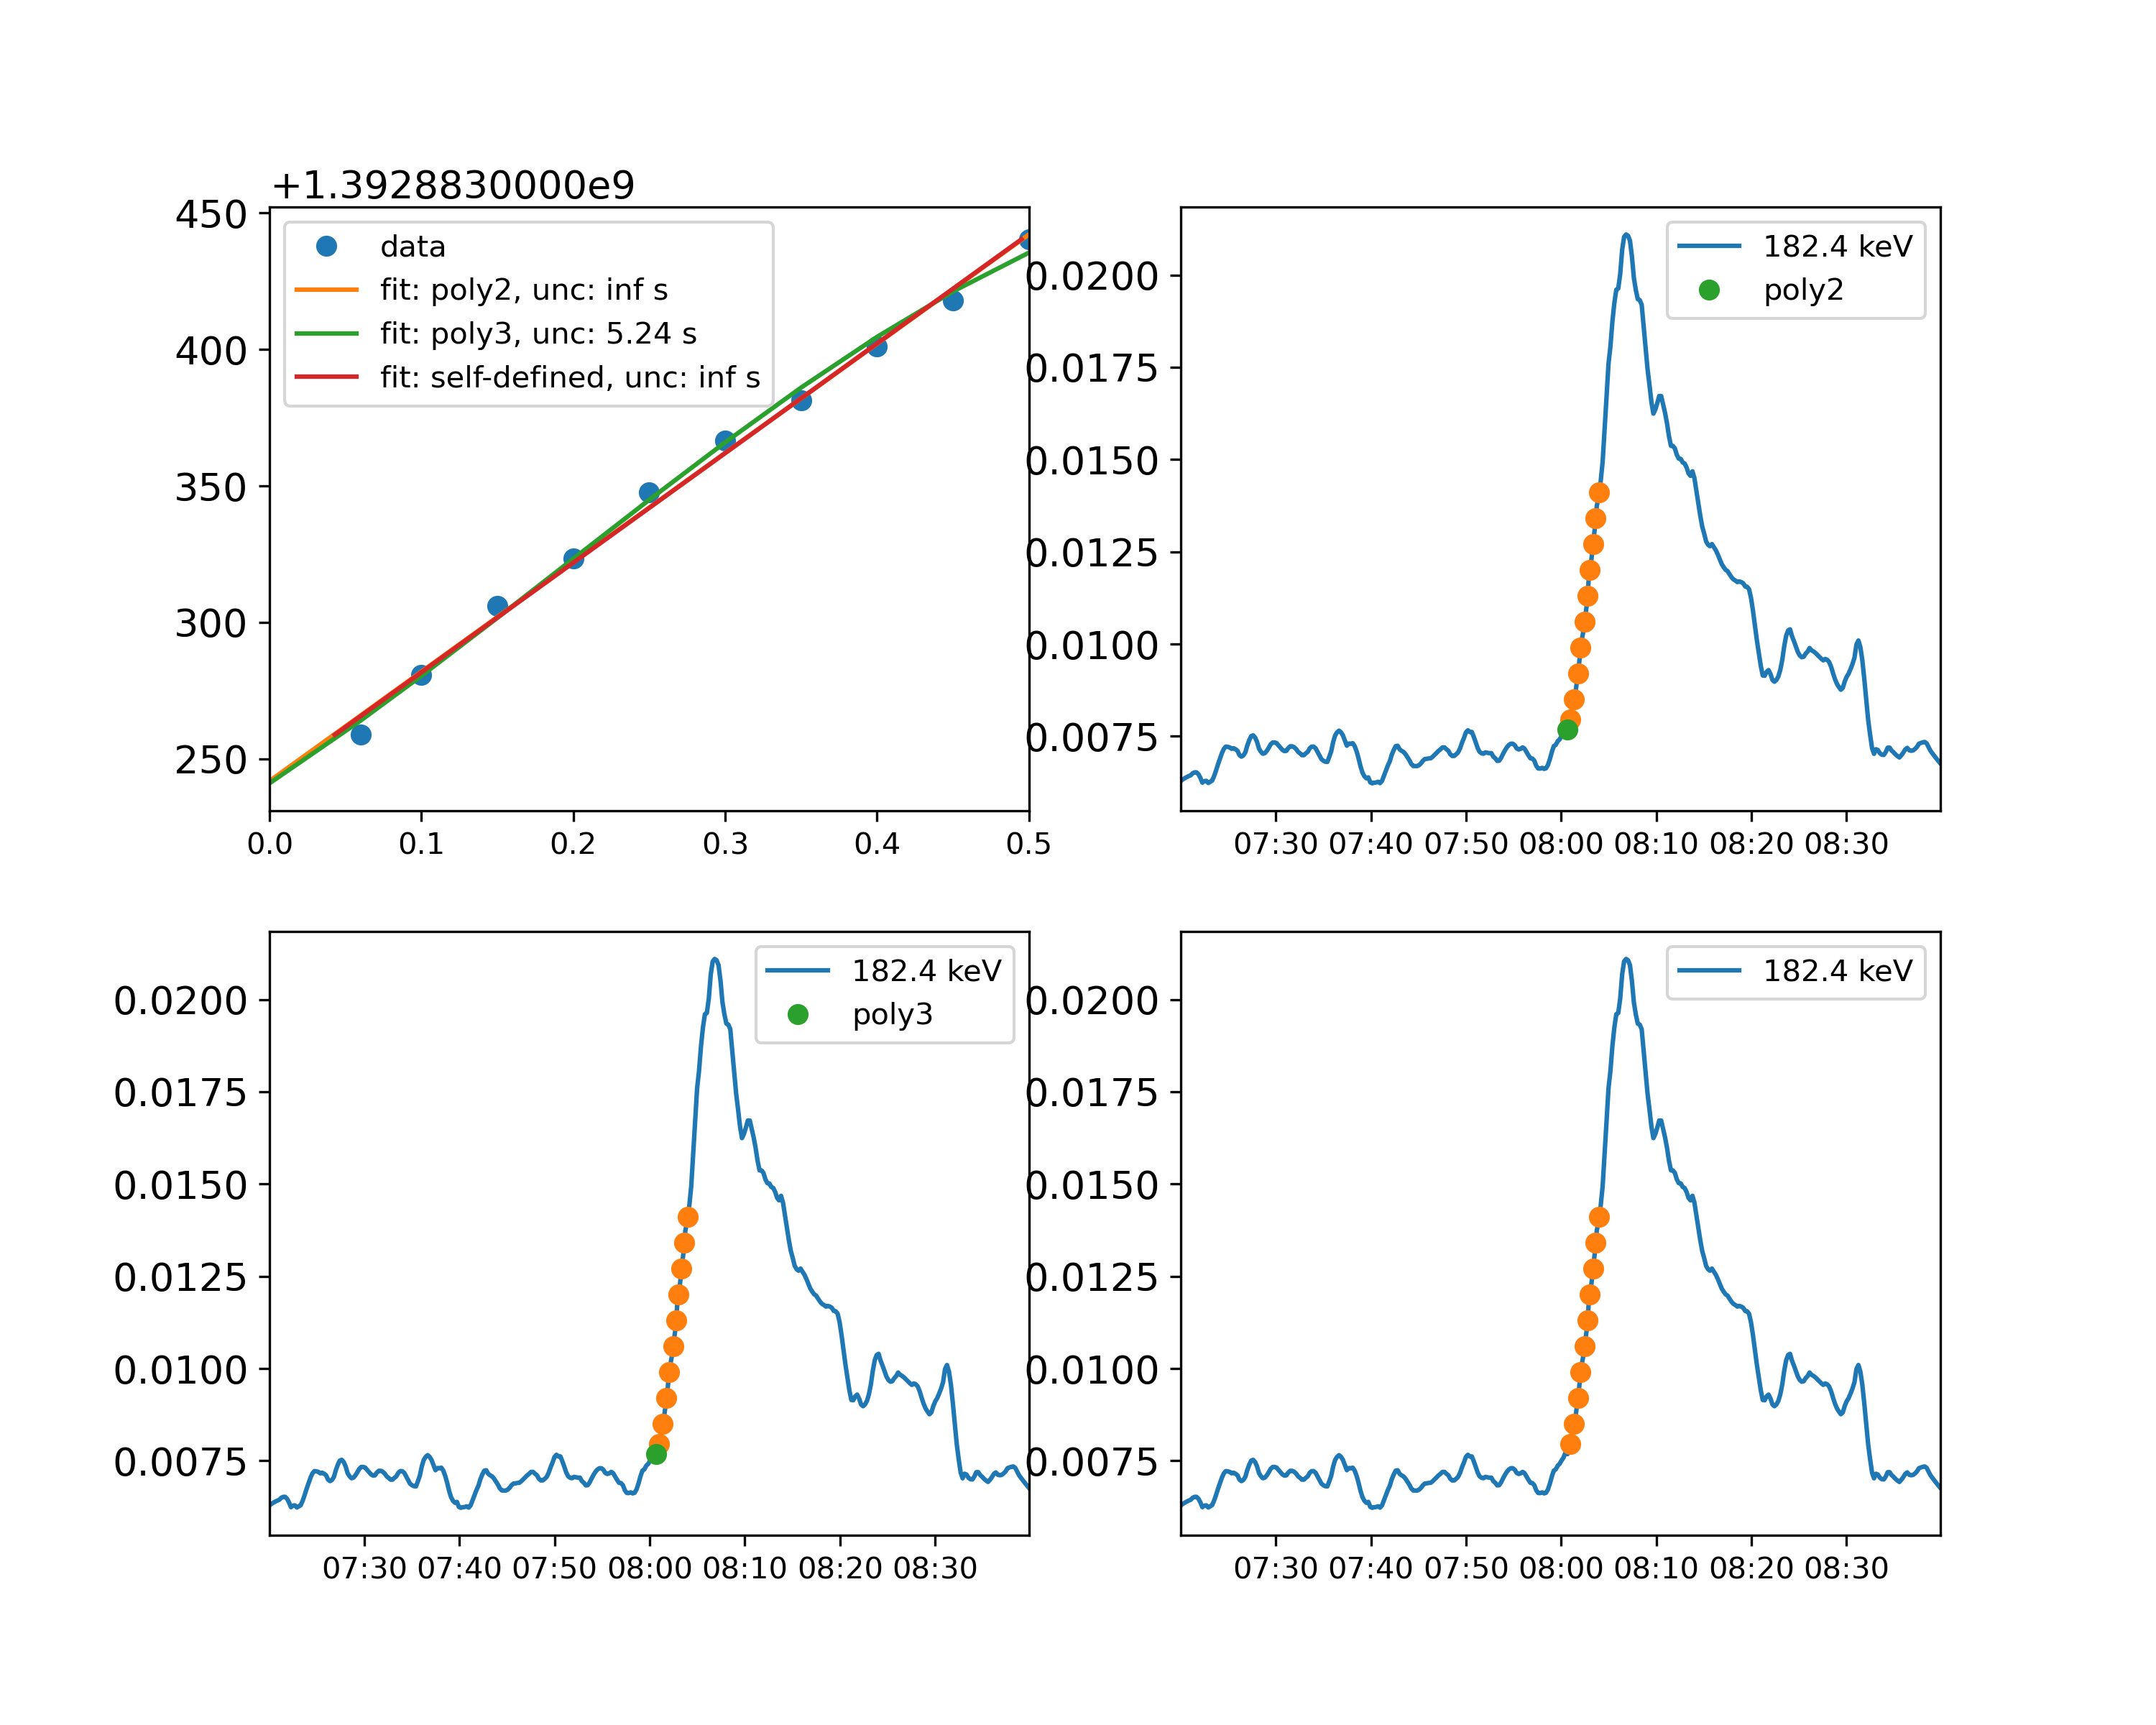 +1.3928830000e9
450
400
350
300
250
data
fit: poly2, unc: inf s
fit: poly3, unc: 5.24 s
fit: self-defined, unc: inf s
0.0 0.1 0.2 0.3 0.4 0.5
0.0200
0.0175
0.0150
0.0125
0.0100
0.0075
182.4 keV
poly2
07:30 07:40 07:50 08:00 08:10 08:20 08:30
0.0200
0.0175
0.0150
0.0125
0.0100
0.0075
182.4 keV
poly3
07:30 07:40 07:50 08:00 08:10 08:20 08:30
0.0200
0.0175
0.0150
0.0125
0.0100
0.0075
182.4 keV
07:30 07:40 07:50 08:00 08:10 08:20 08:30